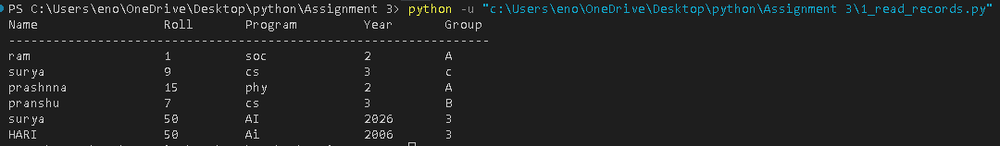 PS C:\Users\eno\OneDrive\Desktop\python\Assignment 3> python -u "c:\Users\eno\OneDrive\Desktop\python\Assignment 3\1_read_records.py"
Name Roll Program Year Group
-----------------------------------------------------------------
ram 1 soc 2 A
surya 9 cs 3 c
prashnna 15 phy 2 A
pranshu 7 cs 3 B
surya 50 AI 2026 3
HARI 50 Ai 2006 3